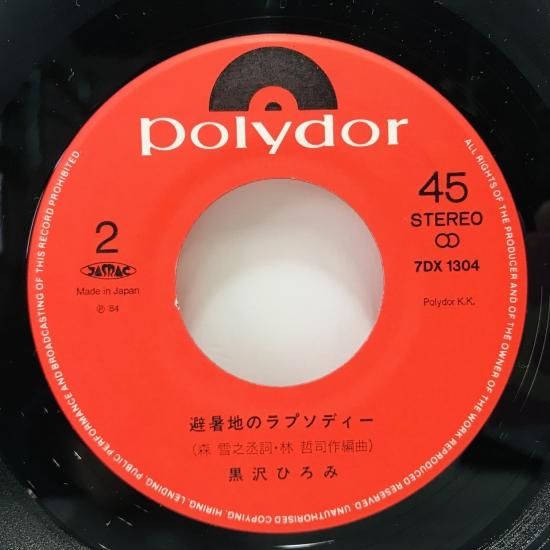 polydor
45
STEREO
7DX 1304
Polydor K.K.
2
JASRAC
Made in Japan
Ⓟ '84
避暑地のラプソディー
(森 雪之丞詞・林 哲司作編曲)
黒沢ひろみ
ALL RIGHTS OF THE PRODUCER AND OF THE OWNER OF THE WORK REPRODUCED RESERVED. UNAUTHORISED COPYING, HIRING, LENDING, PUBLIC PERFORMANCE AND BROADCASTING OF THIS RECORD PROHIBITED.